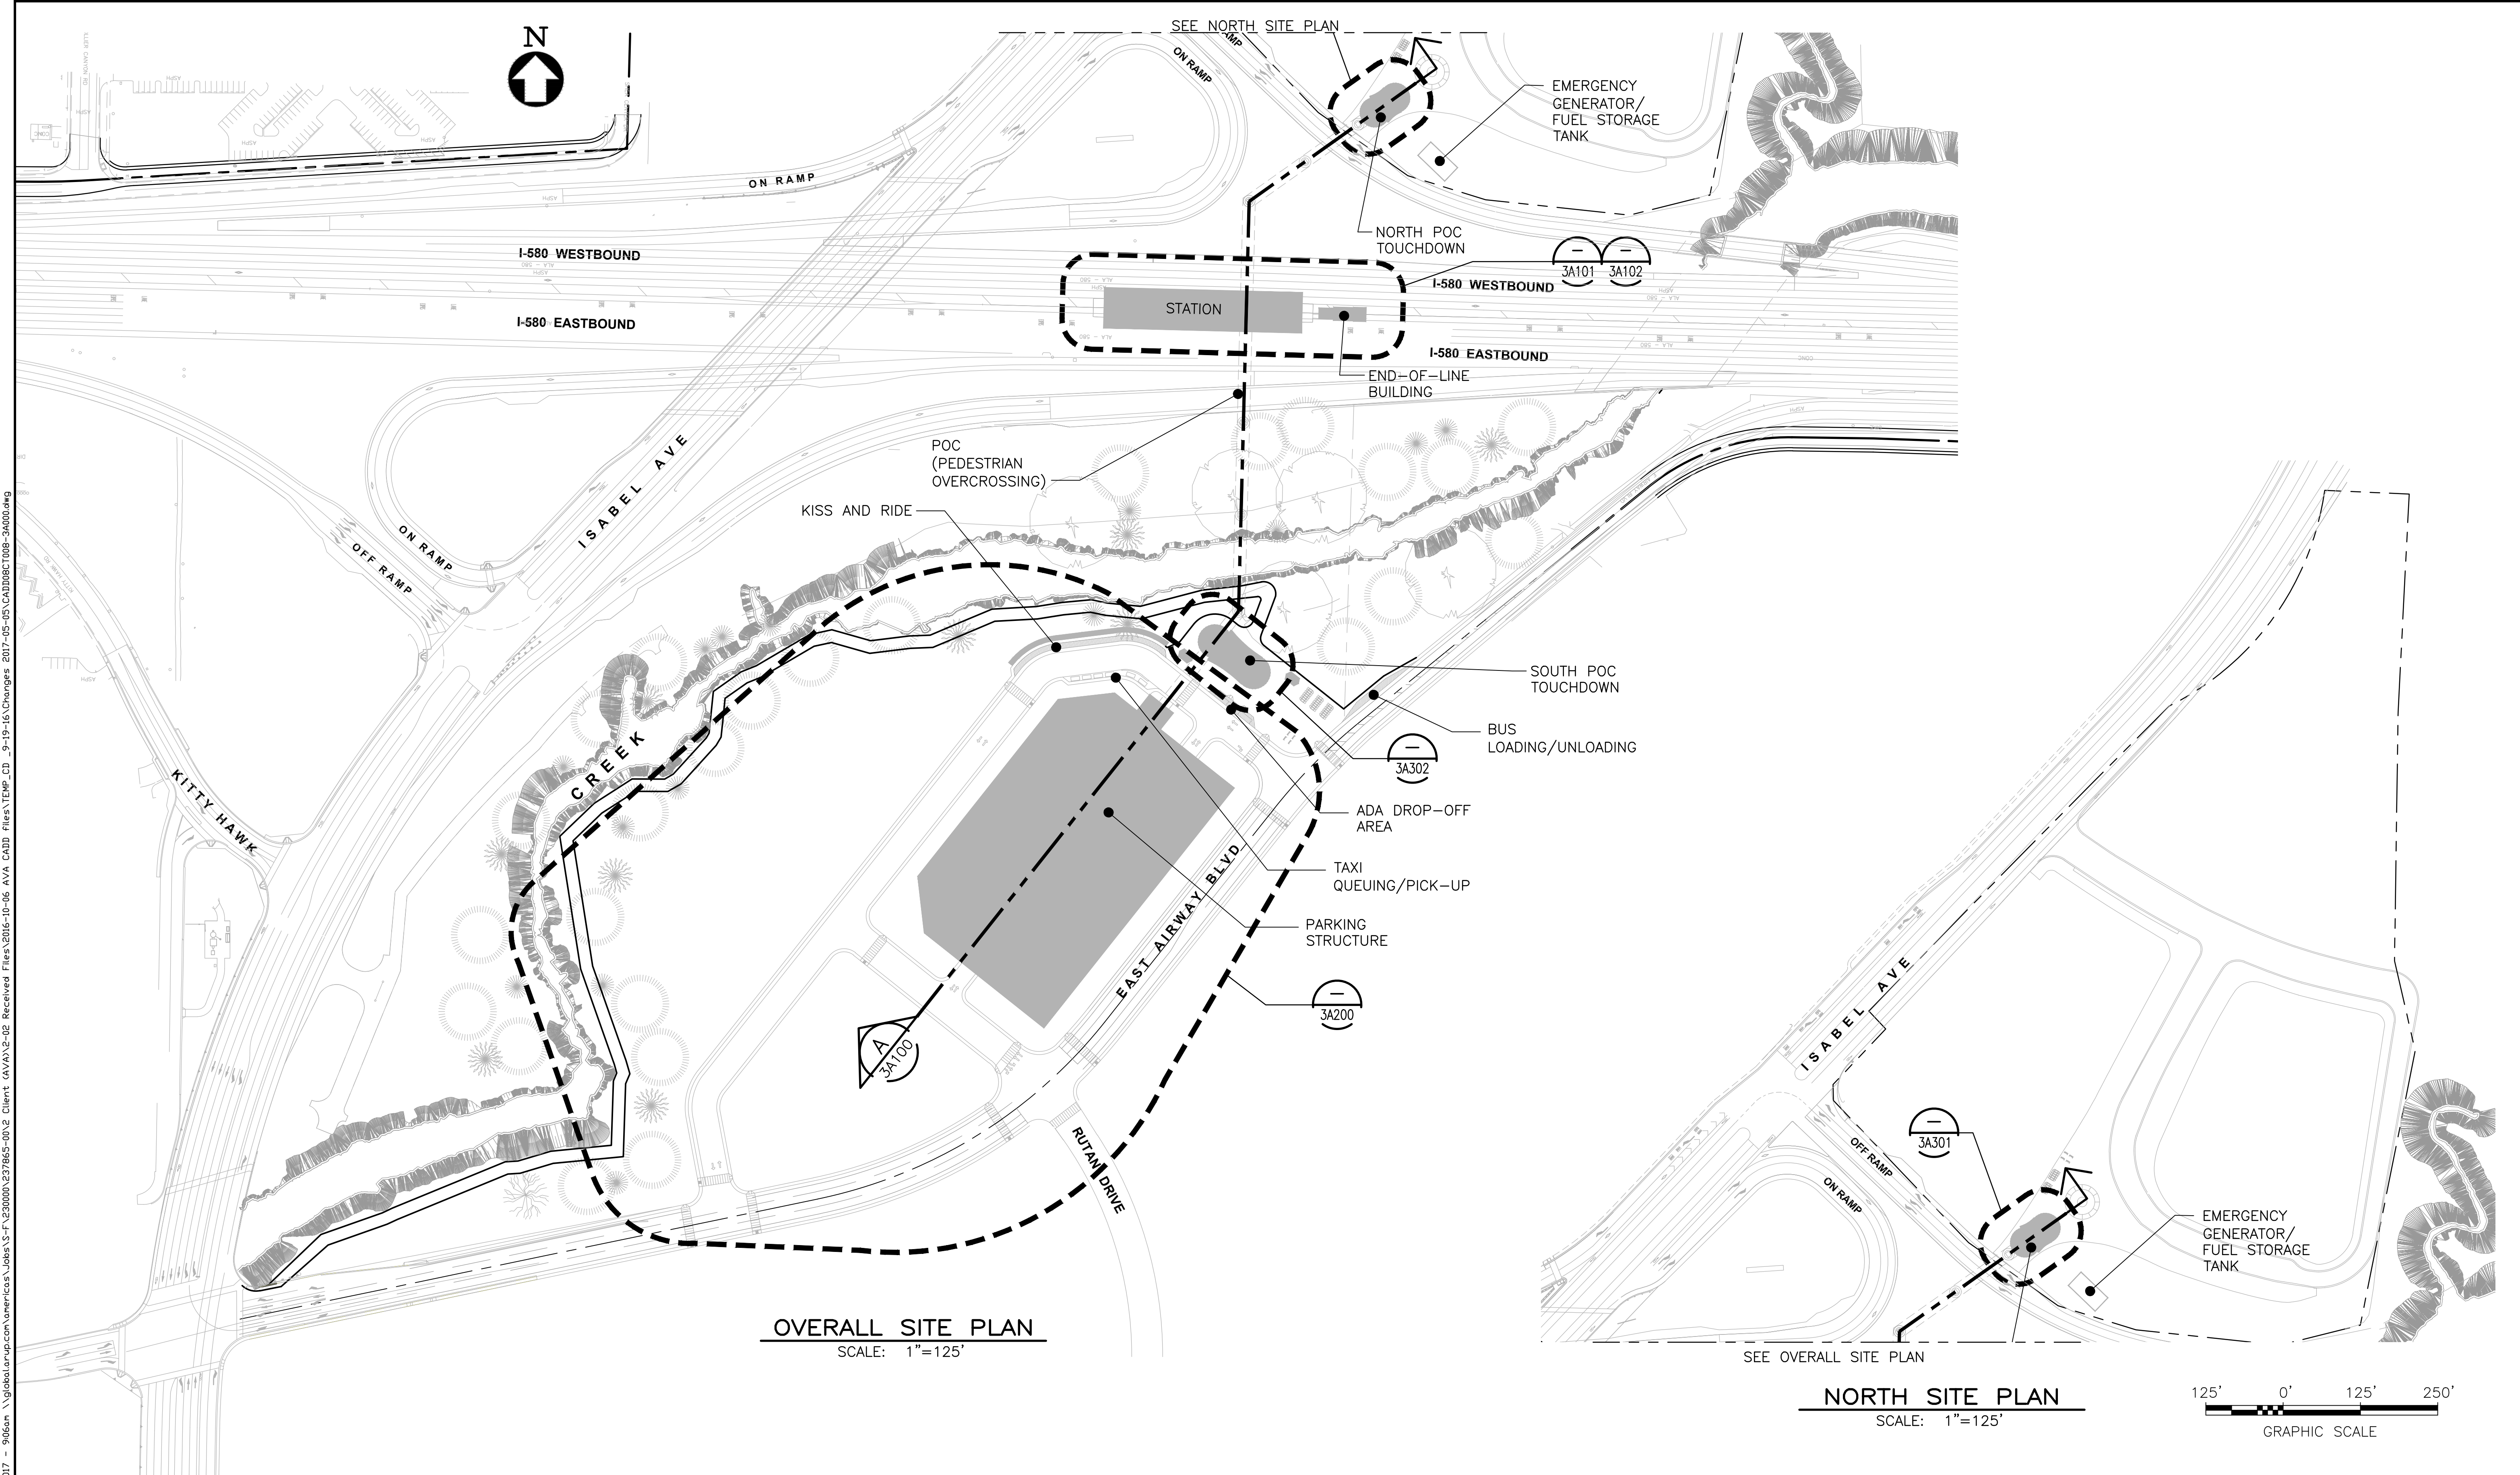 SEE NORTH SITE PLAN
N
ON RAMP
EMERGENCY
GENERATOR/
FUEL STORAGE
TANK
ON RAMP
NORTH POC
TOUCHDOWN
I-580 WESTBOUND
3A101
3A102
I-580 WESTBOUND
STATION
I-580 EASTBOUND
I-580 EASTBOUND
END-OF-LINE
BUILDING
POC
(PEDESTRIAN
OVERCROSSING)
ISABEL AVE
KISS AND RIDE
ON RAMP
OFF RAMP
SOUTH POC
TOUCHDOWN
BUS
LOADING/UNLOADING
3A302
CREEK
KITTY HAWK
ADA DROP-OFF
AREA
TAXI
QUEUING/PICK-UP
PARKING
STRUCTURE
EAST AIRWAY BLVD
3A200
A
3A100
RUTAN DRIVE
OVERALL SITE PLAN
SCALE: 1"=125'
ISABEL AVE
3A301
OFF RAMP
ON RAMP
EMERGENCY
GENERATOR/
FUEL STORAGE
TANK
SEE OVERALL SITE PLAN
NORTH SITE PLAN
SCALE: 1"=125'
125' 0' 125' 250'
GRAPHIC SCALE